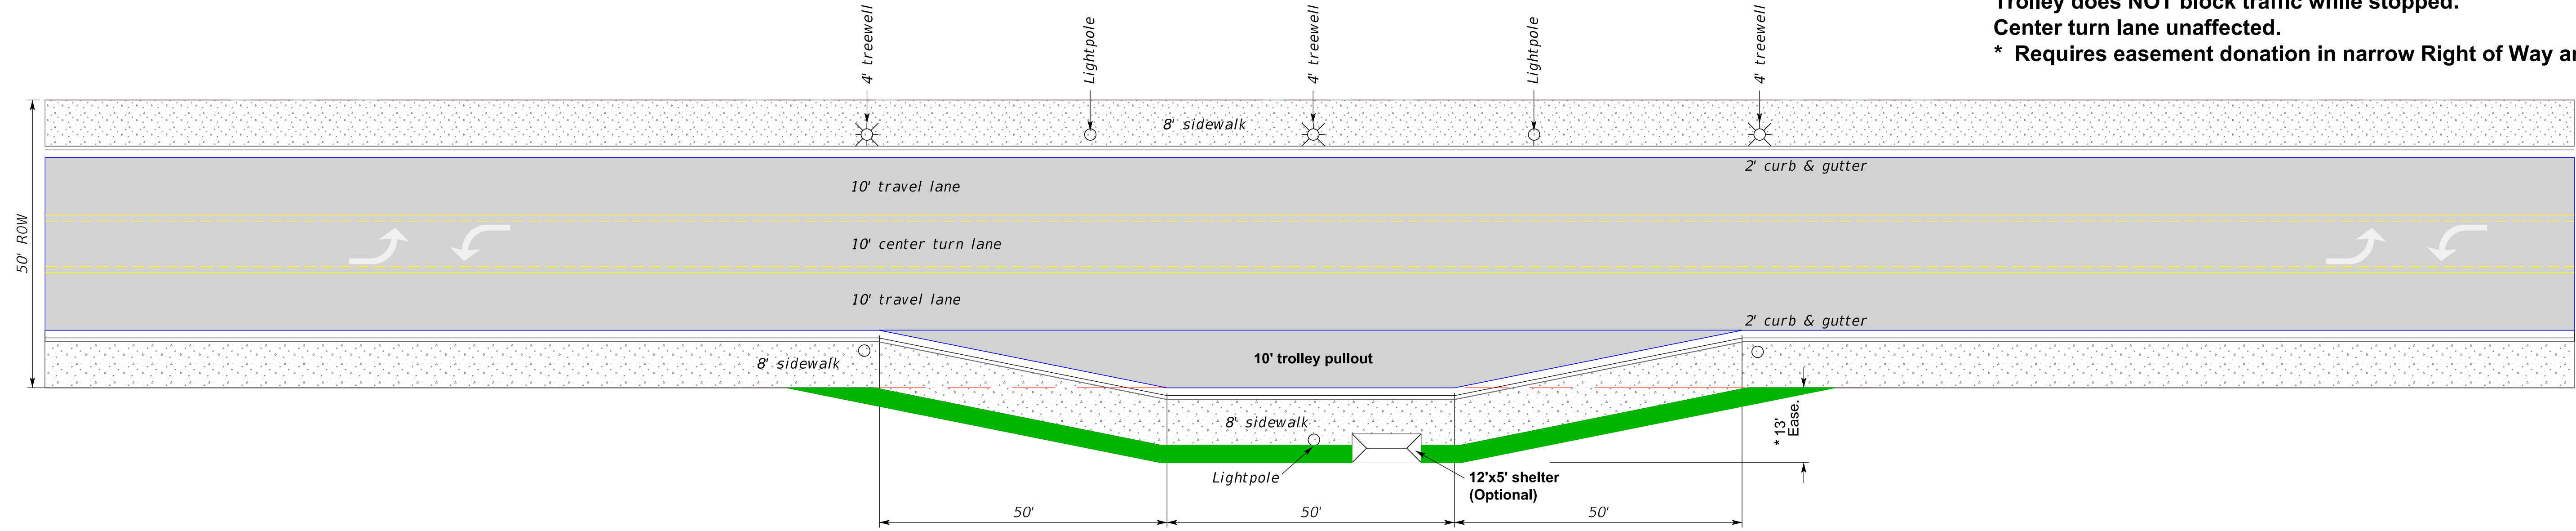 Trolley does NOT block traffic while stopped.
Center turn lane unaffected.
* Requires easement donation in narrow Right of Way
4' treewell
Lightpole
4' treewell
Lightpole
4' treewell
8' sidewalk
2' curb & gutter
10' travel lane
50' ROW
10' center turn lane
10' travel lane
2' curb & gutter
8' sidewalk
10' trolley pullout
8' sidewalk
* 13'
Ease.
Lightpole
12'x5' shelter
(Optional)
50'
50'
50'